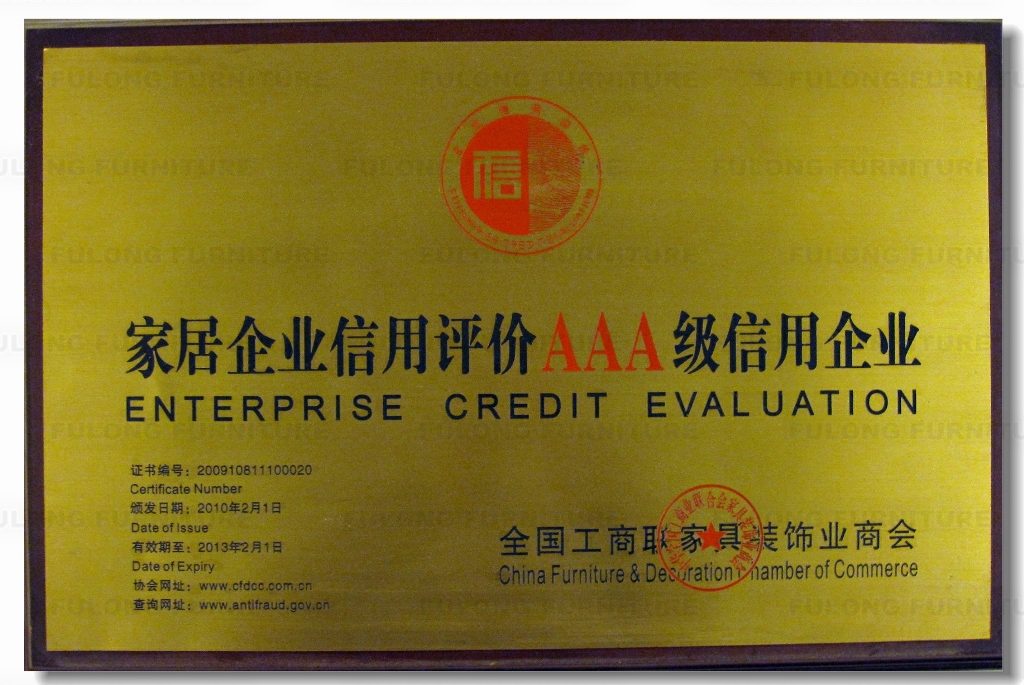 信
家居企业信用评价AAA级信用企业
ENTERPRISE CREDIT EVALUATION
证书编号：200910811100020
Certificate Number
颁发日期：2010年2月1日
Date of Issue
有效期至：2013年2月1日
Date of Expiry
协会网址：www.cfdcc.com.cn
查询网址：www.antifraud.gov.cn
全国工商联家具装饰业商会
China Furniture & Decoration Chamber of Commerce
FULONG FURNITURE